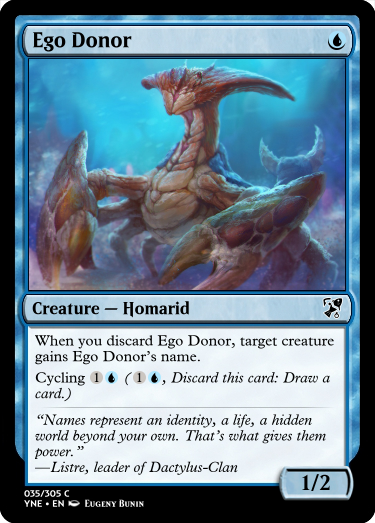 Ego Donor
Creature — Homarid
When you discard Ego Donor, target creature
gains Ego Donor's name.
Cycling 1 (1, Discard this card: Draw a
card.)
"Names represent an identity, a life, a hidden
world beyond your own. That's what gives them
power."
—Listre, leader of Dactylus-Clan
1/2
035/305 C
YNE • EN Eugeny Bunin